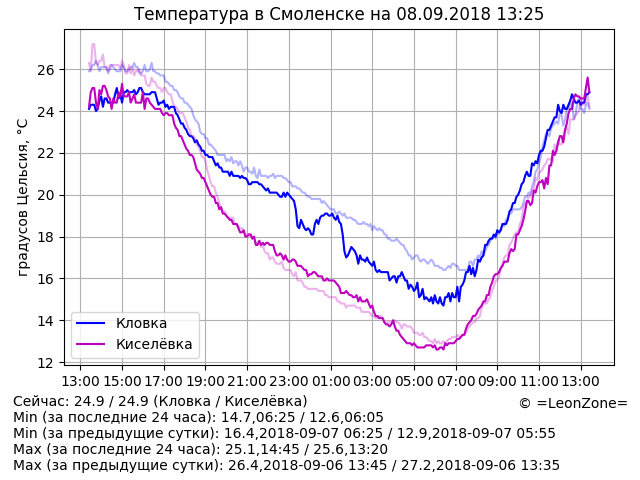 Температура в Смоленске на 08.09.2018 13:25
градусов Цельсия, °C
26
24
22
20
18
16
14
12
Кловка
Киселёвка
13:00 15:00 17:00 19:00 21:00 23:00 01:00 03:00 05:00 07:00 09:00 11:00 13:00
Сейчас: 24.9 / 24.9 (Кловка / Киселёвка)
© =LeonZone=
Min (за последние 24 часа): 14.7,06:25 / 12.6,06:05
Min (за предыдущие сутки): 16.4,2018-09-07 06:25 / 12.9,2018-09-07 05:55
Max (за последние 24 часа): 25.1,14:45 / 25.6,13:20
Max (за предыдущие сутки): 26.4,2018-09-06 13:45 / 27.2,2018-09-06 13:35